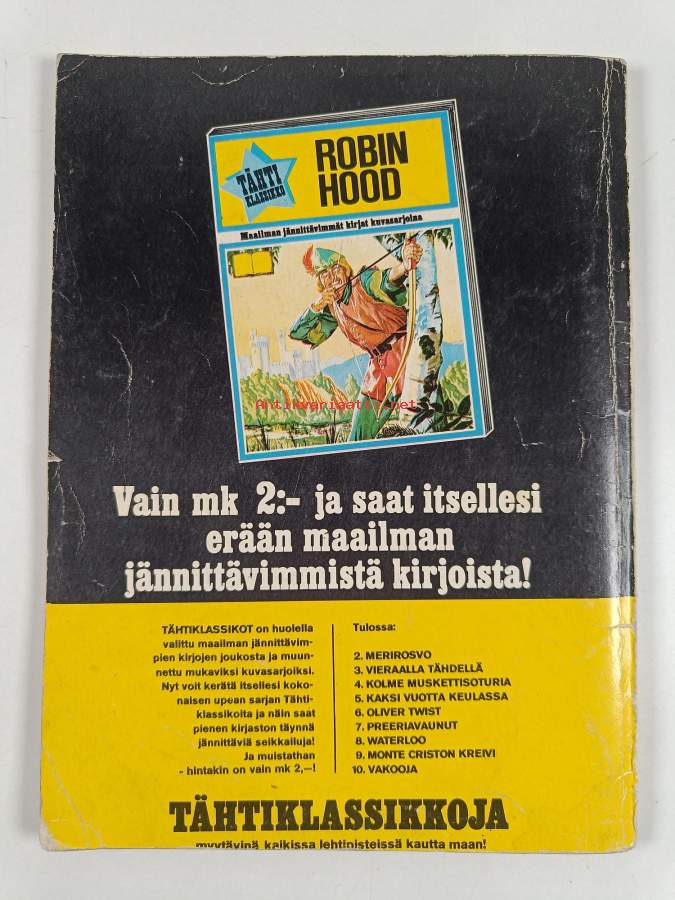 TÄHTI
KLASSIKKO
ROBIN
HOOD
Maailman jännittävimmät kirjat kuvasarjoina
Antikvariaatti.net
Vain mk 2:- ja saat itsellesi
erään maailman
jännittävimmistä kirjoista!
TÄHTIKLASSIKOT on huolella
valittu maailman jännittävim-
pien kirjojen joukosta ja muun-
nettu mukaviksi kuvasarjoiksi.
Nyt voit kerätä itsellesi koko-
naisen upean sarjan Tähti-
klassikoita ja näin saat
pienen kirjaston täynnä
jännittäviä seikkailuja!
Ja muistathan
- hintakin on vain mk 2,—!
Tulossa:
2. MERIROSVO
3. VIERAALLA TÄHDELLÄ
4. KOLME MUSKETTISOTURIA
5. KAKSI VUOTTA KEULASSA
6. OLIVER TWIST
7. PREERIAVAUNUT
8. WATERLOO
9. MONTE CRISTON KREIVI
10. VAKOOJA
TÄHTIKLASSIKKOJA
myytävinä kaikissa lehtipisteissä kautta maan!